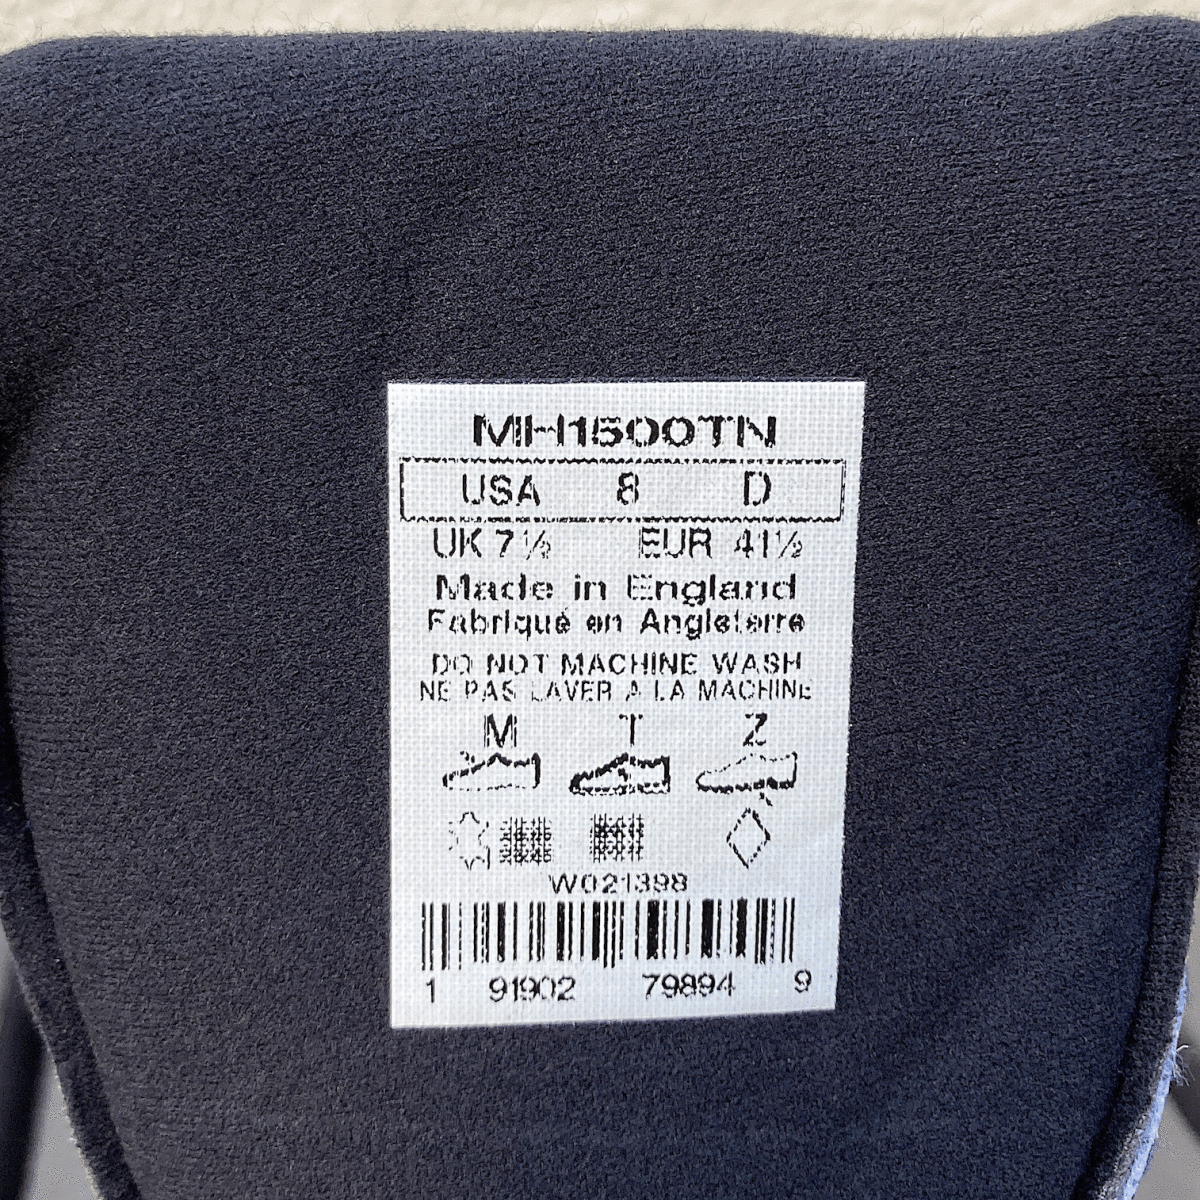 MH1500TN
USA 8 D
UK 7½ EUR 41½
Made in England
Fabriqué en Angleterre
DO NOT MACHINE WASH
NE PAS LAVER A LA MACHINE
M T Z
W021398
1 91902 79894 9